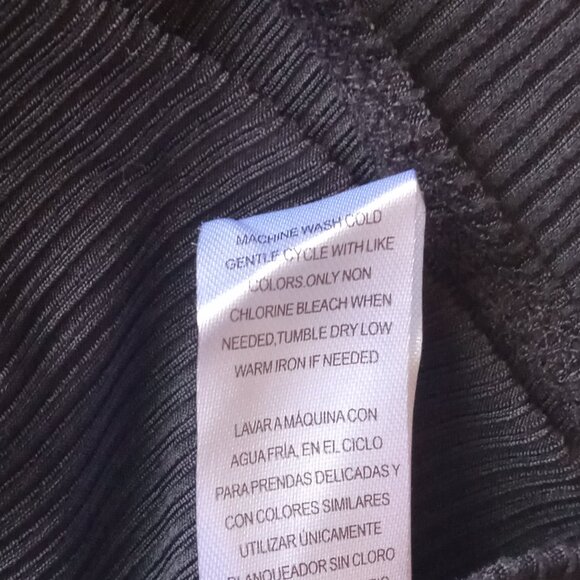 MACHINE WASH COLD
GENTLE CYCLE WITH LIKE
COLORS.ONLY NON
CHLORINE BLEACH WHEN
NEEDED,TUMBLE DRY LOW
WARM IRON IF NEEDED
LAVAR A MÁQUINA CON
AGUA FRÍA, EN EL CICLO
PARA PRENDAS DELICADAS Y
CON COLORES SIMILARES
UTILIZAR ÚNICAMENTE
BLANQUEADOR SIN CLORO